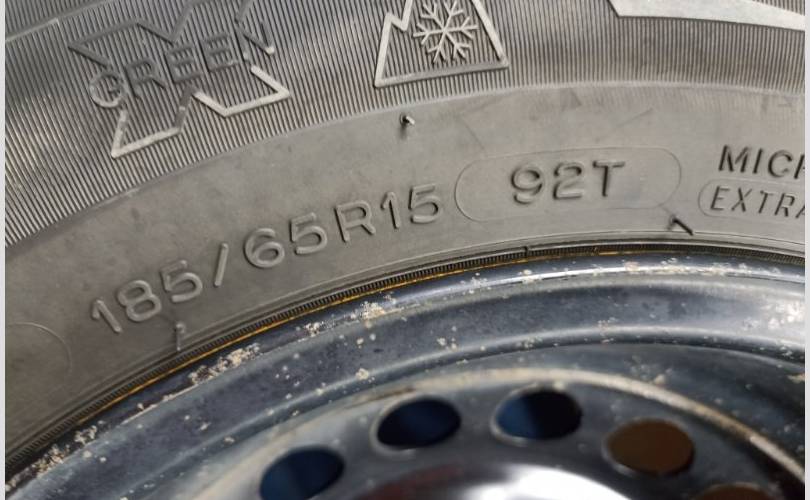 GREEN X
185/65R15 92T
MICH
EXTRA